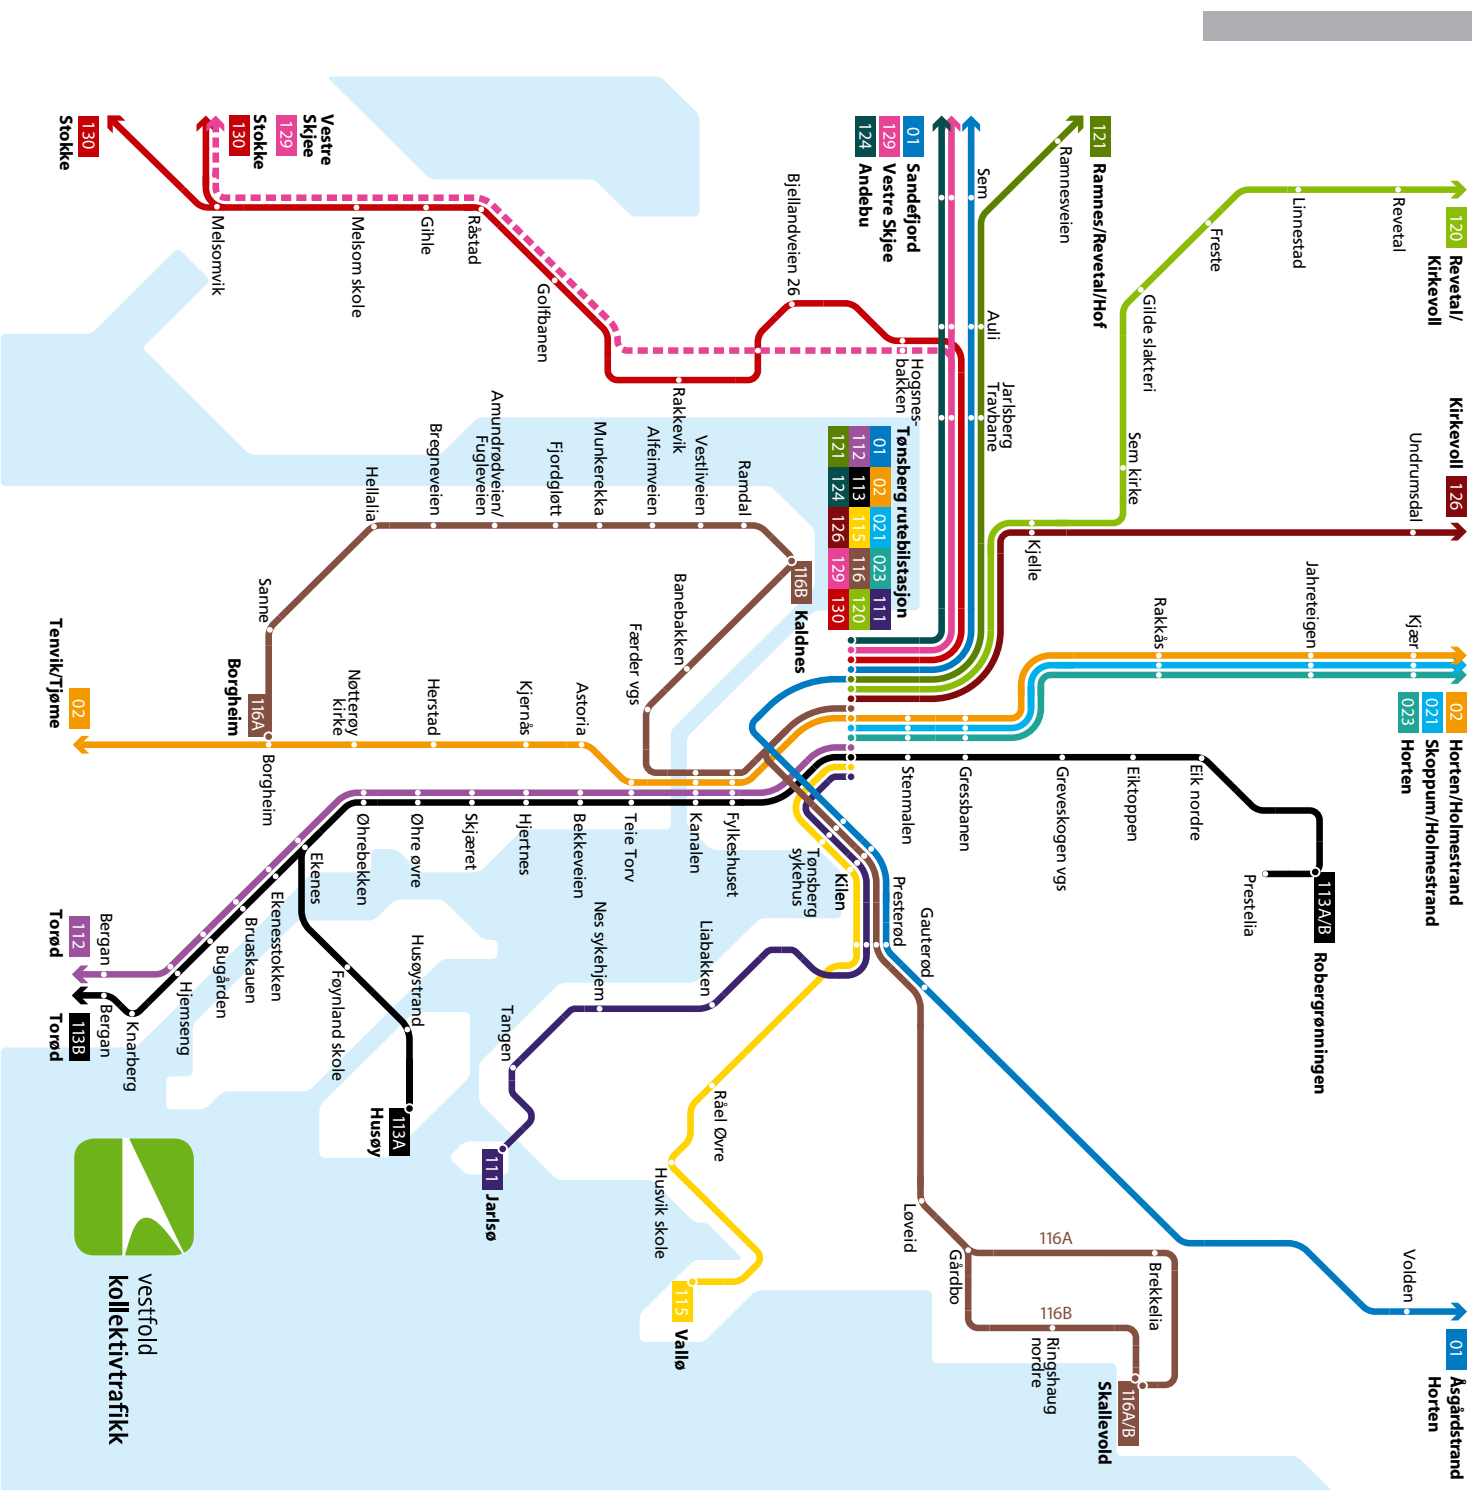 130
Stokke
Vestre
Skjee
129
Stokke
130
01
129
124
Sandefjord
Vestre Skjee
Andebu
121
Ramnes/Revetal/Hof
120
Revetal/
Kirkevoll
Kirkevoll
126
02
021
023
Horten/Holmestrand
Skoppum/Holmestrand
Horten
113A/B
Robergrønningen
01
Åsgårdstrand
Horten
Revetal
Linnestad
Freste
Gilde slakteri
Sem kirke
Kjelle
Undrumsdal
Ramnesveien
Sem
Auli
Jarlsberg
Travbane
Hogsnes-
bakken
Bjellandveien 26
Rakkevik
Golfbanen
Råstad
Gihle
Melsom skole
Melsomvik
Tønsberg rutebilstasjon
01
02
021
023
111
112
113
115
116
120
121
124
126
129
130
Kjær
Jahreteigen
Rakkås
Gressbanen
Stenmalen
Greveskogen vgs
Eiktoppen
Eik nordre
Prestelia
116B
Kaldnes
Ramdal
Vestliveien
Alfeimveien
Munkerekka
Fjordgløtt
Amundrødveien/
Fugleveien
Bregneveien
Hellalia
Sanne
Borgheim
116A
Banebakken
Færder vgs
Tenvik/Tjøme
02
Borgheim
Nøtterøy
kirke
Herstad
Kjernås
Astoria
Fylkeshuset
Kanalen
Teie Torv
Bekkeveien
Hjertnes
Skjæret
Øhre øvre
Øhrebekken
Ekenes
Ekenesstokken
Bruaskauen
Bugården
Hjemseng
Bergan
112
Torød
Knarberg
Bergan
113B
Torød
Føynland skole
Husøystrand
113A
Husøy
Tønsberg
sykehus
Kilen
Presterød
Gauterød
Liabakken
Nes sykehjem
Tangen
111
Jarlsø
Råel Øvre
Husvik skole
115
Vallø
Løveid
Gårdbo
116A
116B
Brekkelia
Ringshaug
nordre
116A/B
Skallevold
Volden
vestfold
kollektivtrafikk